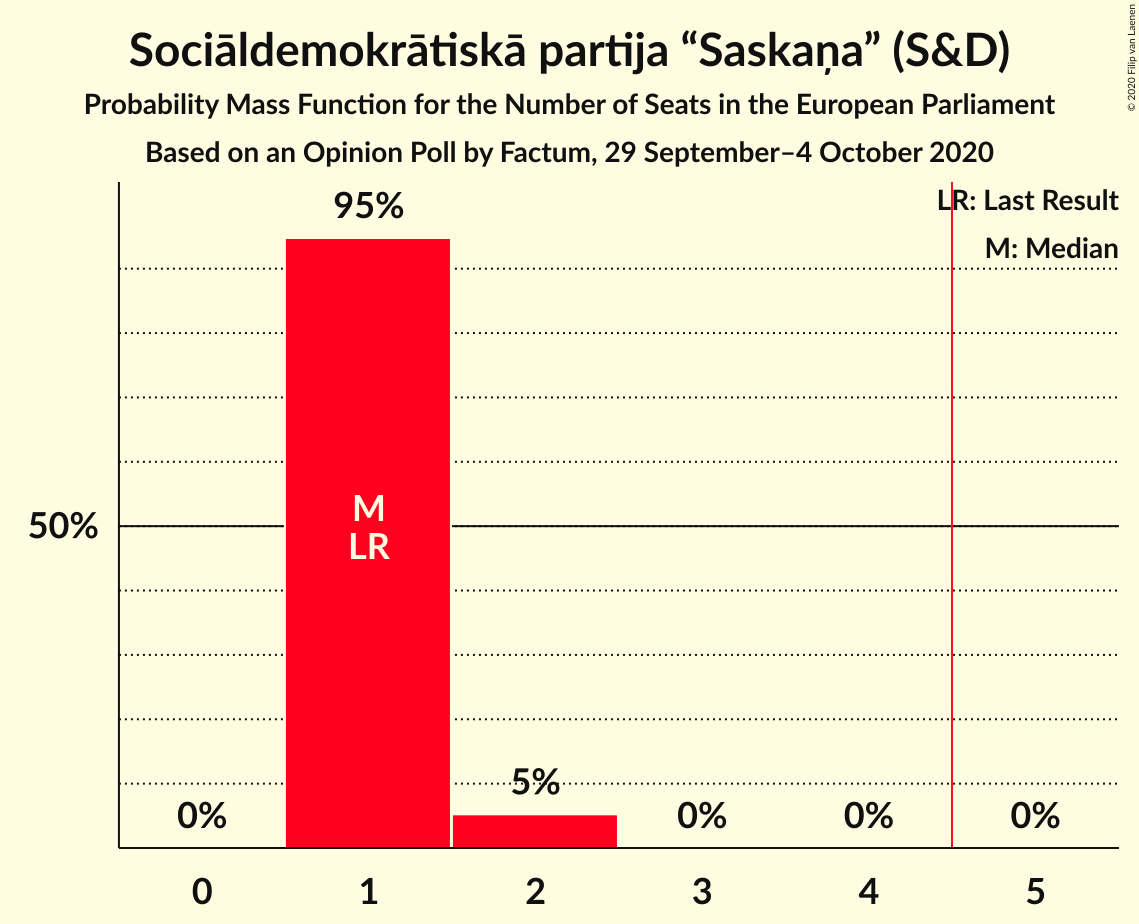 Sociāldemokrātiskā partija “Saskaņa” (S&D)
Probability Mass Function for the Number of Seats in the European Parliament
Based on an Opinion Poll by Factum, 29 September–4 October 2020
© 2020 Filip van Laenen
LR: Last Result
M: Median
95%
50%
M
LR
5%
0%
0%
0%
0%
0 1 2 3 4 5